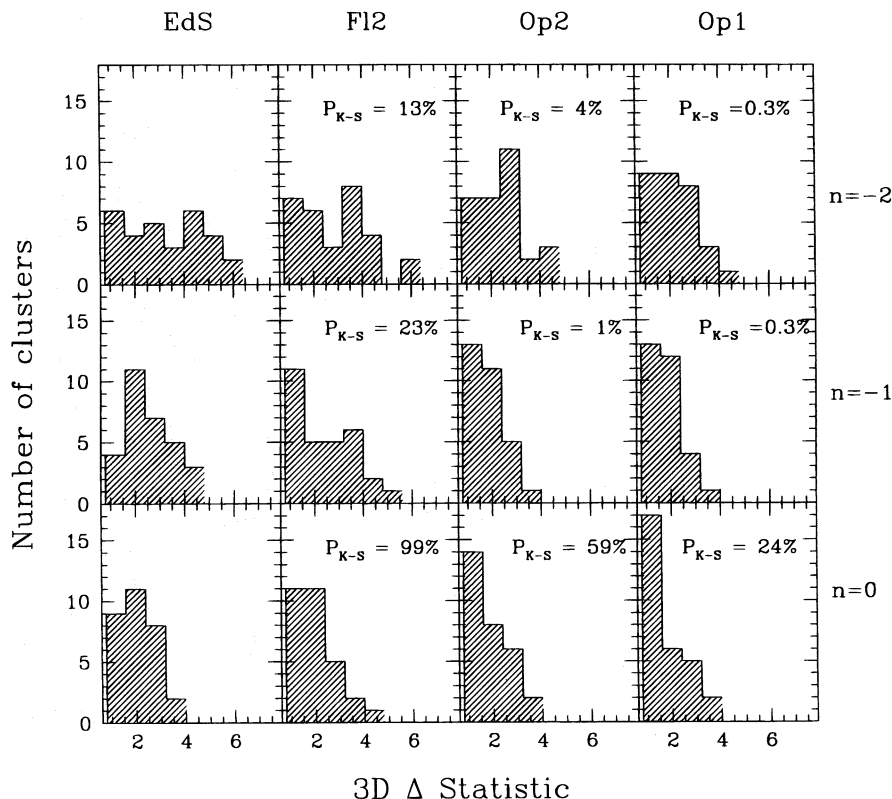 EdS Fl2 Op2 Op1
15
P_K-S = 13% P_K-S = 4% P_K-S =0.3%
10
n=-2
5
0
15
P_K-S = 23% P_K-S = 1% P_K-S =0.3%
10
n=-1
5
0
15
P_K-S = 99% P_K-S = 59% P_K-S = 24%
10
n=0
5
0
2 4 6 2 4 6 2 4 6 2 4 6
Number of clusters
3D Δ Statistic